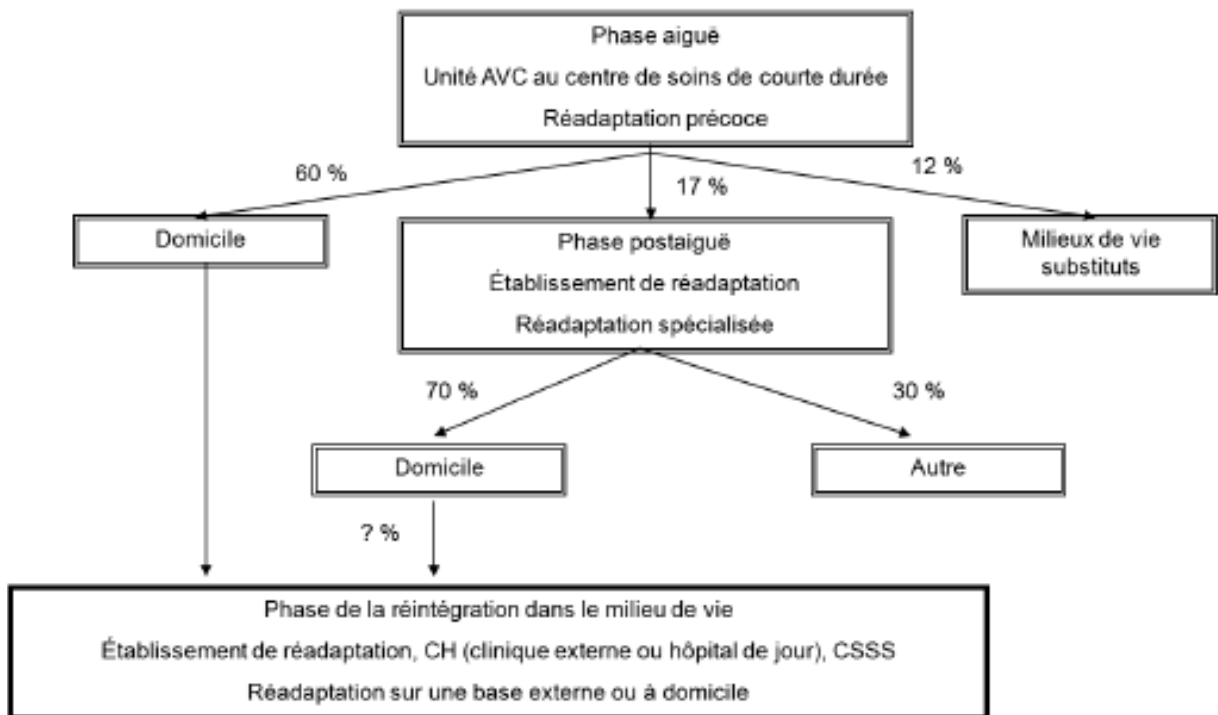 Phase aiguë
Unité AVC au centre de soins de courte durée
Réadaptation précoce
60 %
17 %
12 %
Domicile
Phase postaiguë
Établissement de réadaptation
Réadaptation spécialisée
Milieux de vie
substituts
70 %
30 %
Domicile
Autre
? %
Phase de la réintégration dans le milieu de vie
Établissement de réadaptation, CH (clinique externe ou hôpital de jour), CSSS
Réadaptation sur une base externe ou à domicile